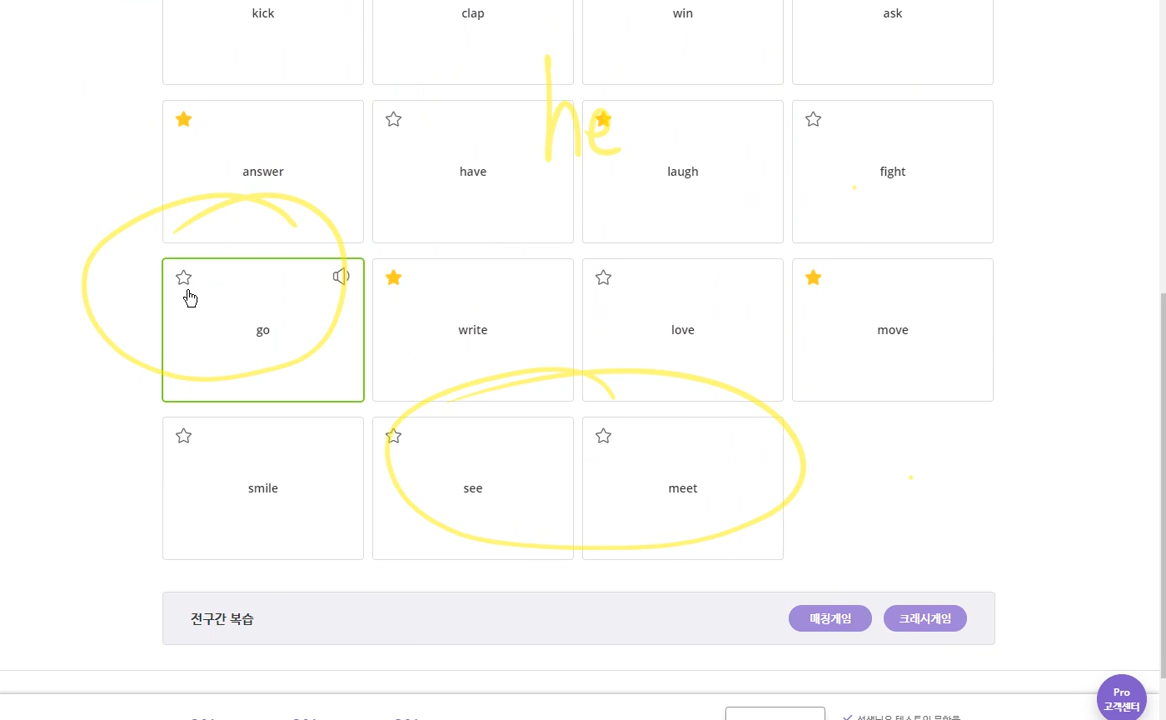 kick clap win ask
he
answer have laugh fight
go write love move
smile see meet
전구간 복습 매칭게임 크래시게임
Pro
고객센터